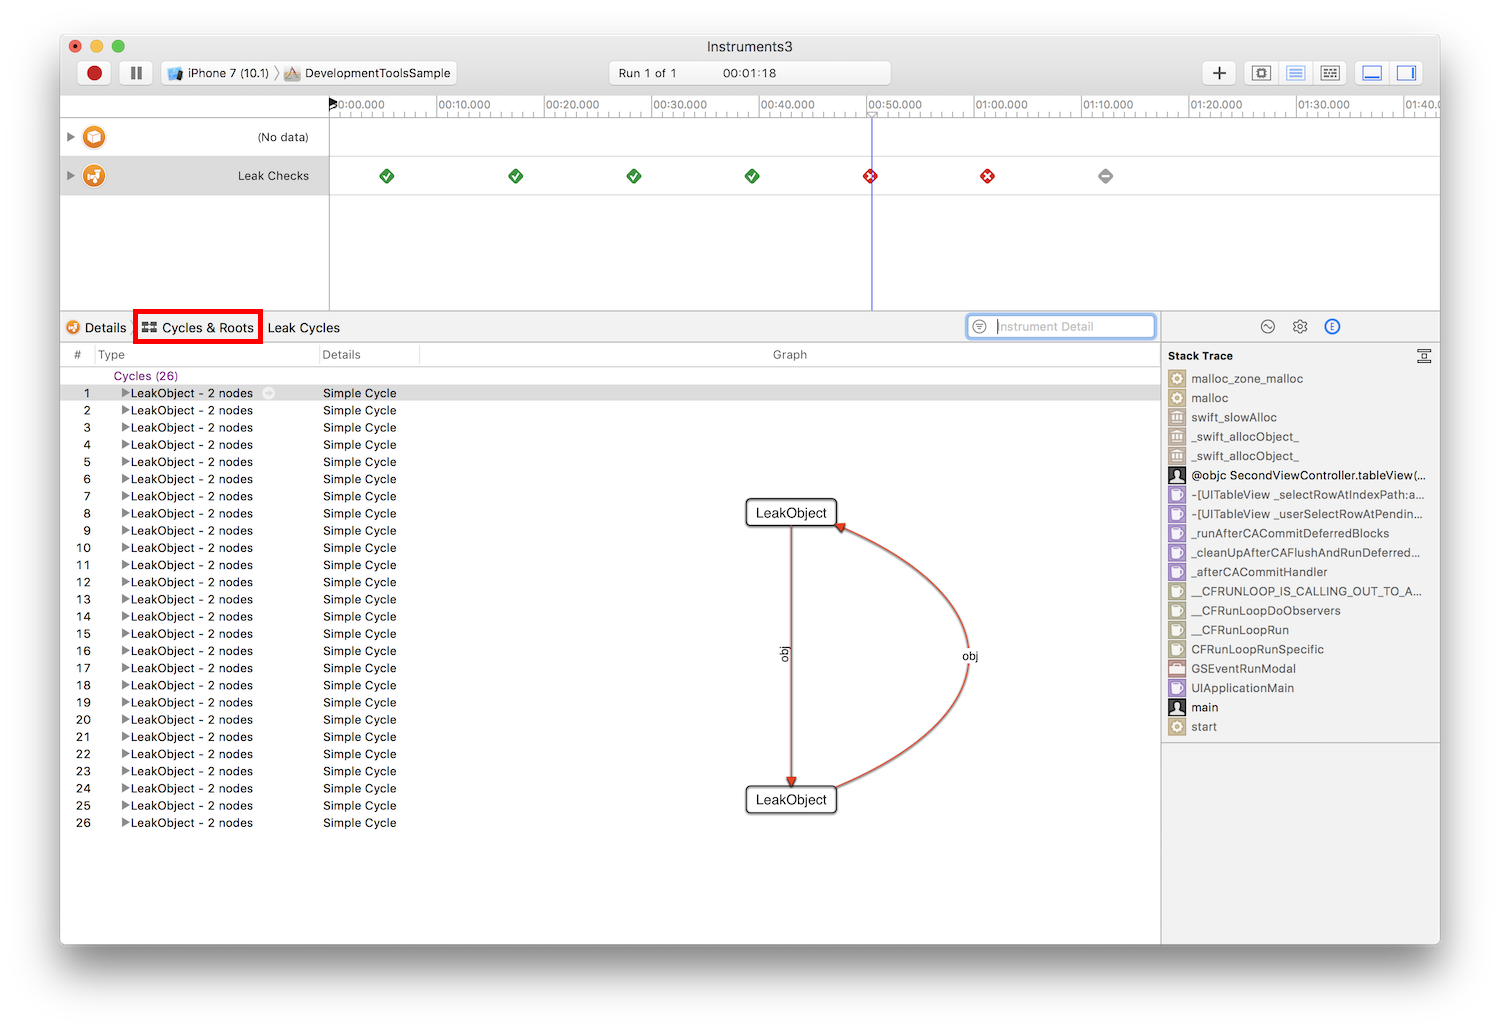 Instruments3
iPhone 7 (10.1) DevelopmentToolsSample
Run 1 of 1 00:01:18
00:00.000 00:10.000 00:20.000 00:30.000 00:40.000 00:50.000 01:00.000 01:10.000 01:20.000 01:30.000 01:40.0
(No data)
Leak Checks
Details Cycles & Roots Leak Cycles
Instrument Detail
# Type Details Graph
Cycles (26)
1 LeakObject - 2 nodes Simple Cycle
2 LeakObject - 2 nodes Simple Cycle
3 LeakObject - 2 nodes Simple Cycle
4 LeakObject - 2 nodes Simple Cycle
5 LeakObject - 2 nodes Simple Cycle
6 LeakObject - 2 nodes Simple Cycle
7 LeakObject - 2 nodes Simple Cycle
8 LeakObject - 2 nodes Simple Cycle
9 LeakObject - 2 nodes Simple Cycle
10 LeakObject - 2 nodes Simple Cycle
11 LeakObject - 2 nodes Simple Cycle
12 LeakObject - 2 nodes Simple Cycle
13 LeakObject - 2 nodes Simple Cycle
14 LeakObject - 2 nodes Simple Cycle
15 LeakObject - 2 nodes Simple Cycle
16 LeakObject - 2 nodes Simple Cycle
17 LeakObject - 2 nodes Simple Cycle
18 LeakObject - 2 nodes Simple Cycle
19 LeakObject - 2 nodes Simple Cycle
20 LeakObject - 2 nodes Simple Cycle
21 LeakObject - 2 nodes Simple Cycle
22 LeakObject - 2 nodes Simple Cycle
23 LeakObject - 2 nodes Simple Cycle
24 LeakObject - 2 nodes Simple Cycle
25 LeakObject - 2 nodes Simple Cycle
26 LeakObject - 2 nodes Simple Cycle
LeakObject
obj
obj
LeakObject
E
Stack Trace
malloc_zone_malloc
malloc
swift_slowAlloc
_swift_allocObject_
_swift_allocObject_
@objc SecondViewController.tableView(...
-[UITableView _selectRowAtIndexPath:a...
-[UITableView _userSelectRowAtPendin...
_runAfterCACommitDeferredBlocks
_cleanUpAfterCAFlushAndRunDeferred...
_afterCACommitHandler
__CFRUNLOOP_IS_CALLING_OUT_TO_A...
__CFRunLoopDoObservers
__CFRunLoopRun
CFRunLoopRunSpecific
GSEventRunModal
UIApplicationMain
main
start